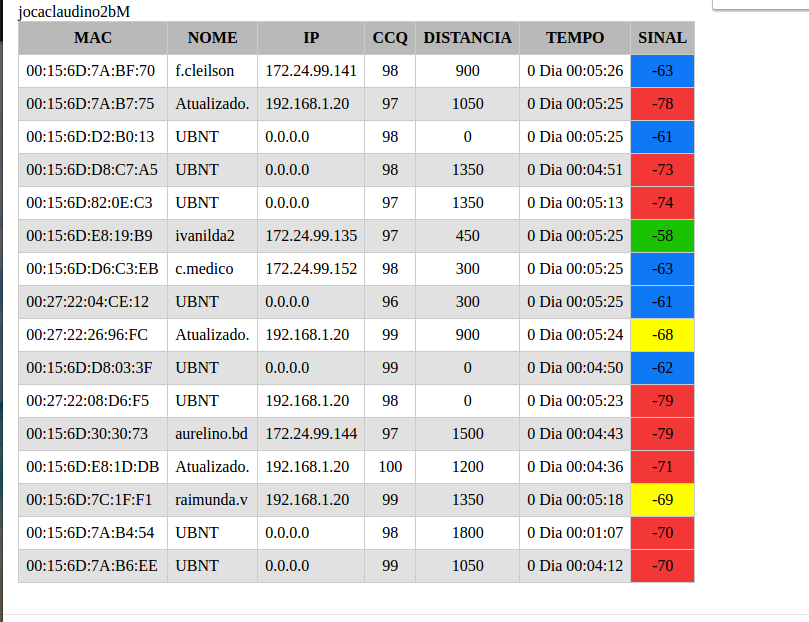 jocaclaudino2bM
MAC NOME IP CCQ DISTANCIA TEMPO SINAL
00:15:6D:7A:BF:70 f.cleilson 172.24.99.141 98 900 0 Dia 00:05:26 -63
00:15:6D:7A:B7:75 Atualizado. 192.168.1.20 97 1050 0 Dia 00:05:25 -78
00:15:6D:D2:B0:13 UBNT 0.0.0.0 98 0 0 Dia 00:05:25 -61
00:15:6D:D8:C7:A5 UBNT 0.0.0.0 98 1350 0 Dia 00:04:51 -73
00:15:6D:82:0E:C3 UBNT 0.0.0.0 97 1350 0 Dia 00:05:13 -74
00:15:6D:E8:19:B9 ivanilda2 172.24.99.135 97 450 0 Dia 00:05:25 -58
00:15:6D:D6:C3:EB c.medico 172.24.99.152 98 300 0 Dia 00:05:25 -63
00:27:22:04:CE:12 UBNT 0.0.0.0 96 300 0 Dia 00:05:25 -61
00:27:22:26:96:FC Atualizado. 192.168.1.20 99 900 0 Dia 00:05:24 -68
00:15:6D:D8:03:3F UBNT 0.0.0.0 99 0 0 Dia 00:04:50 -62
00:27:22:08:D6:F5 UBNT 192.168.1.20 98 0 0 Dia 00:05:23 -79
00:15:6D:30:30:73 aurelino.bd 172.24.99.144 97 1500 0 Dia 00:04:43 -79
00:15:6D:E8:1D:DB Atualizado. 192.168.1.20 100 1200 0 Dia 00:04:36 -71
00:15:6D:7C:1F:F1 raimunda.v 192.168.1.20 99 1350 0 Dia 00:05:18 -69
00:15:6D:7A:B4:54 UBNT 0.0.0.0 98 1800 0 Dia 00:01:07 -70
00:15:6D:7A:B6:EE UBNT 0.0.0.0 99 1050 0 Dia 00:04:12 -70